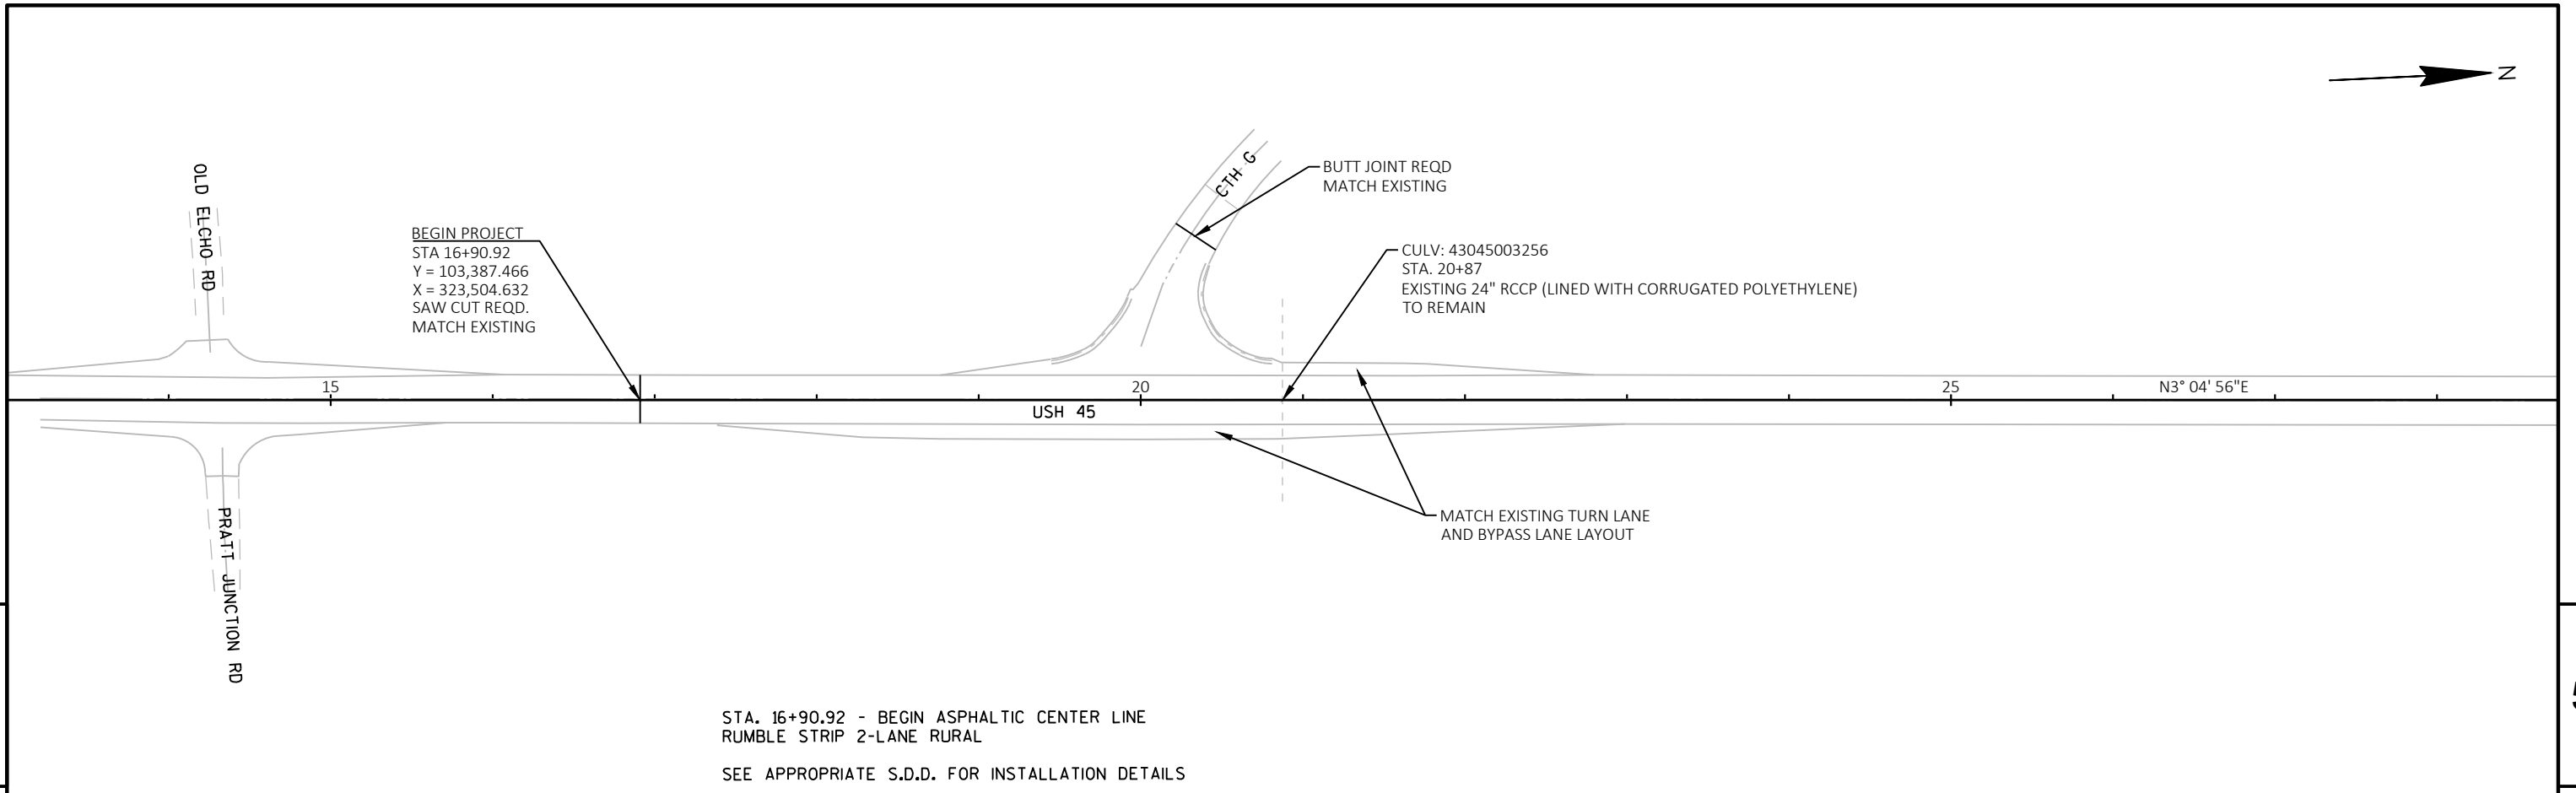 N
OLD ELCHO RD
CTH G
BUTT JOINT REQD
MATCH EXISTING
BEGIN PROJECT
STA 16+90.92
Y = 103,387.466
X = 323,504.632
SAW CUT REQD.
MATCH EXISTING
CULV: 43045003256
STA. 20+87
EXISTING 24" RCCP (LINED WITH CORRUGATED POLYETHYLENE)
TO REMAIN
15
20
25
N3° 04' 56"E
USH 45
PRATT JUNCTION RD
MATCH EXISTING TURN LANE
AND BYPASS LANE LAYOUT
STA. 16+90.92 - BEGIN ASPHALTIC CENTER LINE
RUMBLE STRIP 2-LANE RURAL
SEE APPROPRIATE S.D.D. FOR INSTALLATION DETAILS